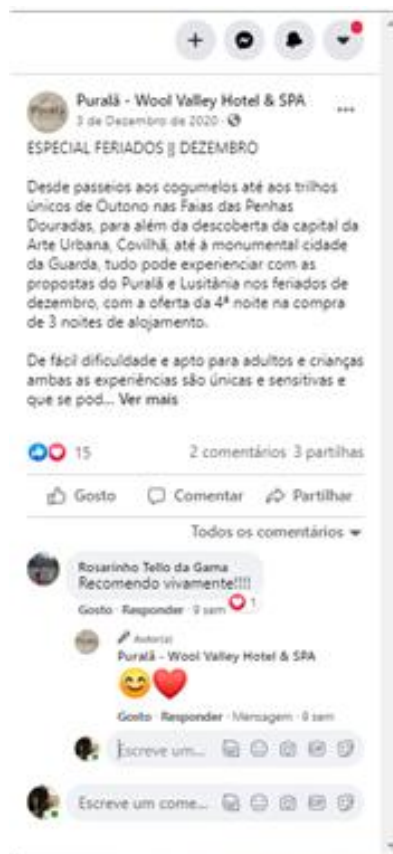 Puralã - Wool Valley Hotel & SPA
3 de Dezembro de 2020 ·
ESPECIAL FERIADOS || DEZEMBRO
Desde passeios aos cogumelos até aos trilhos
únicos de Outono nas Faias das Penhas
Douradas, para além da descoberta da capital da
Arte Urbana, Covilhã, até à monumental cidade
da Guarda, tudo pode experienciar com as
propostas do Puralã e Lusitânia nos feriados de
dezembro, com a oferta da 4ª noite na compra
de 3 noites de alojamento.
De fácil dificuldade e apto para adultos e crianças
ambas as experiências são únicas e sensitivas e
que se pod... Ver mais
15
2 comentários 3 partilhas
Gosto Comentar Partilhar
Todos os comentários
Rosarinho Tello da Gama
Recomendo vivamente!!!!
Gosto · Responder · 9 sem 1
Autor(a)
Puralã - Wool Valley Hotel & SPA
😊❤️
Gosto · Responder · Mensagem · 9 sem
Escreve um...
GIF
Escreve um come...
GIF